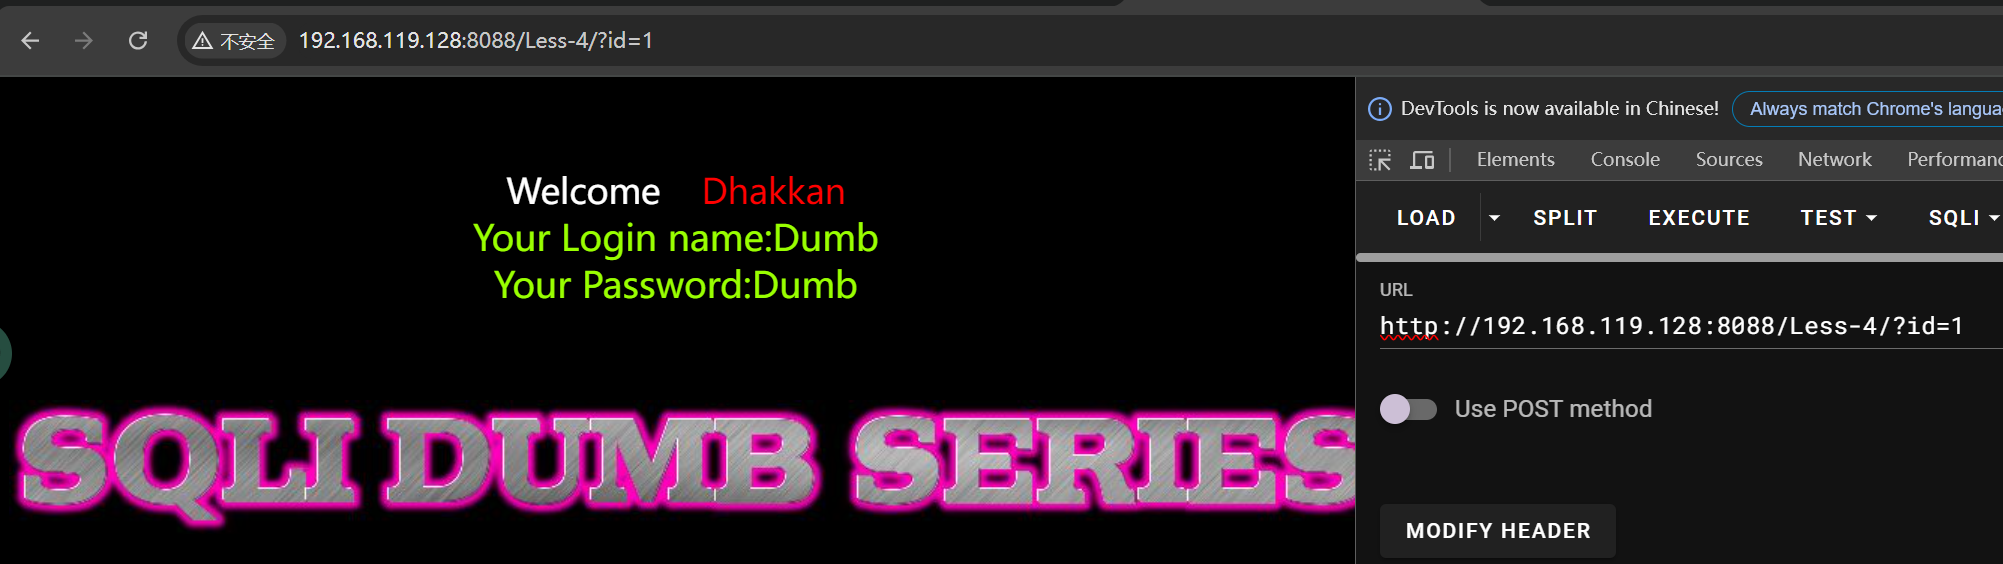 不安全 192.168.119.128:8088/Less-4/?id=1
Welcome Dhakkan
Your Login name:Dumb
Your Password:Dumb
SQLI DUMB SERIES
DevTools is now available in Chinese! Always match Chrome's langua
Elements Console Sources Network Performanc
LOAD SPLIT EXECUTE TEST SQLI
URL
http://192.168.119.128:8088/Less-4/?id=1
Use POST method
MODIFY HEADER